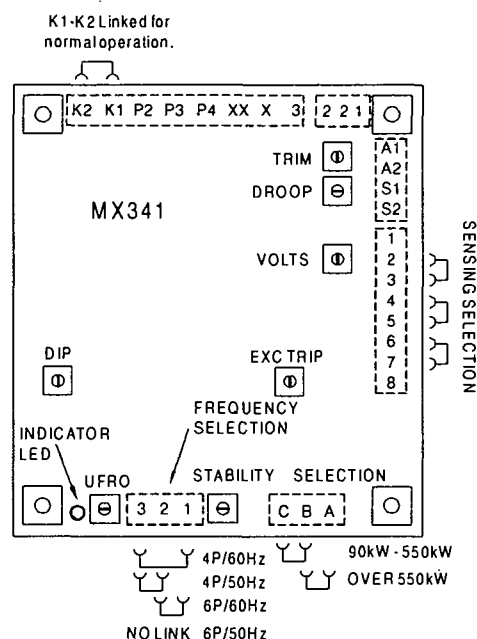 K1-K2 Linked for
normal operation.
K2 K1 P2 P3 P4 XX X 3 2 2 1
TRIM
A1
A2
DROOP
S1
S2
MX341
VOLTS
1
2
3
4
5
6
7
8
SENSING SELECTION
DIP
EXC TRIP
FREQUENCY
SELECTION
INDICATOR
LED
UFRO
STABILITY SELECTION
3 2 1
C B A
4P/60Hz
90kW - 550kW
4P/50Hz
OVER 550kW
6P/60Hz
NO LINK 6P/50Hz